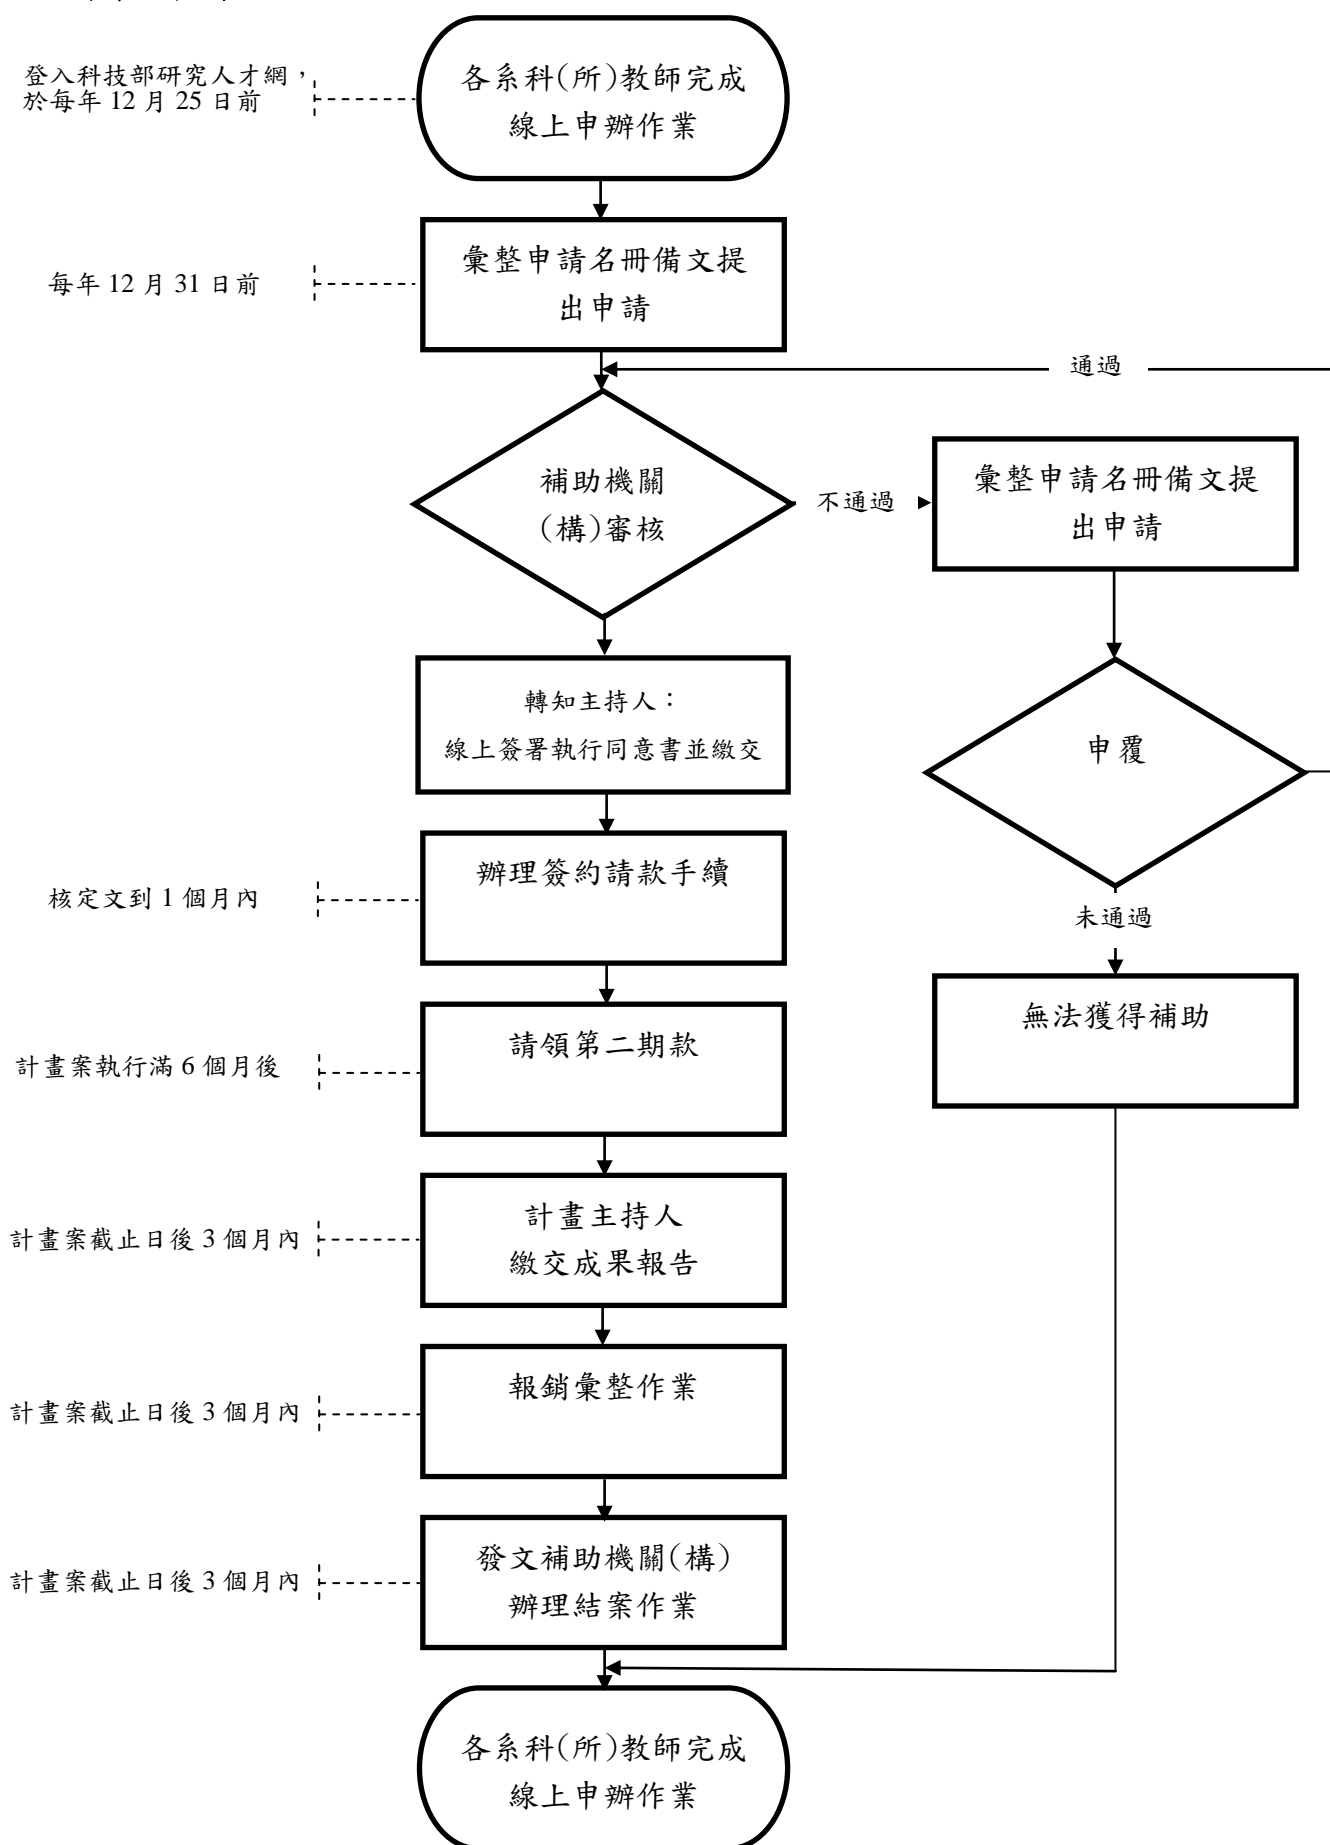 登入科技部研究人才網，
於每年 12 月 25 日前
各系科(所)教師完成
線上申辦作業
每年 12 月 31 日前
彙整申請名冊備文提
出申請
通過
補助機關
(構)審核
不通過
彙整申請名冊備文提
出申請
轉知主持人：
線上簽署執行同意書並繳交
申覆
核定文到 1 個月內
辦理簽約請款手續
未通過
計畫案執行滿 6 個月後
請領第二期款
無法獲得補助
計畫案截止日後 3 個月內
計畫主持人
繳交成果報告
計畫案截止日後 3 個月內
報銷彙整作業
計畫案截止日後 3 個月內
發文補助機關(構)
辦理結案作業
各系科(所)教師完成
線上申辦作業